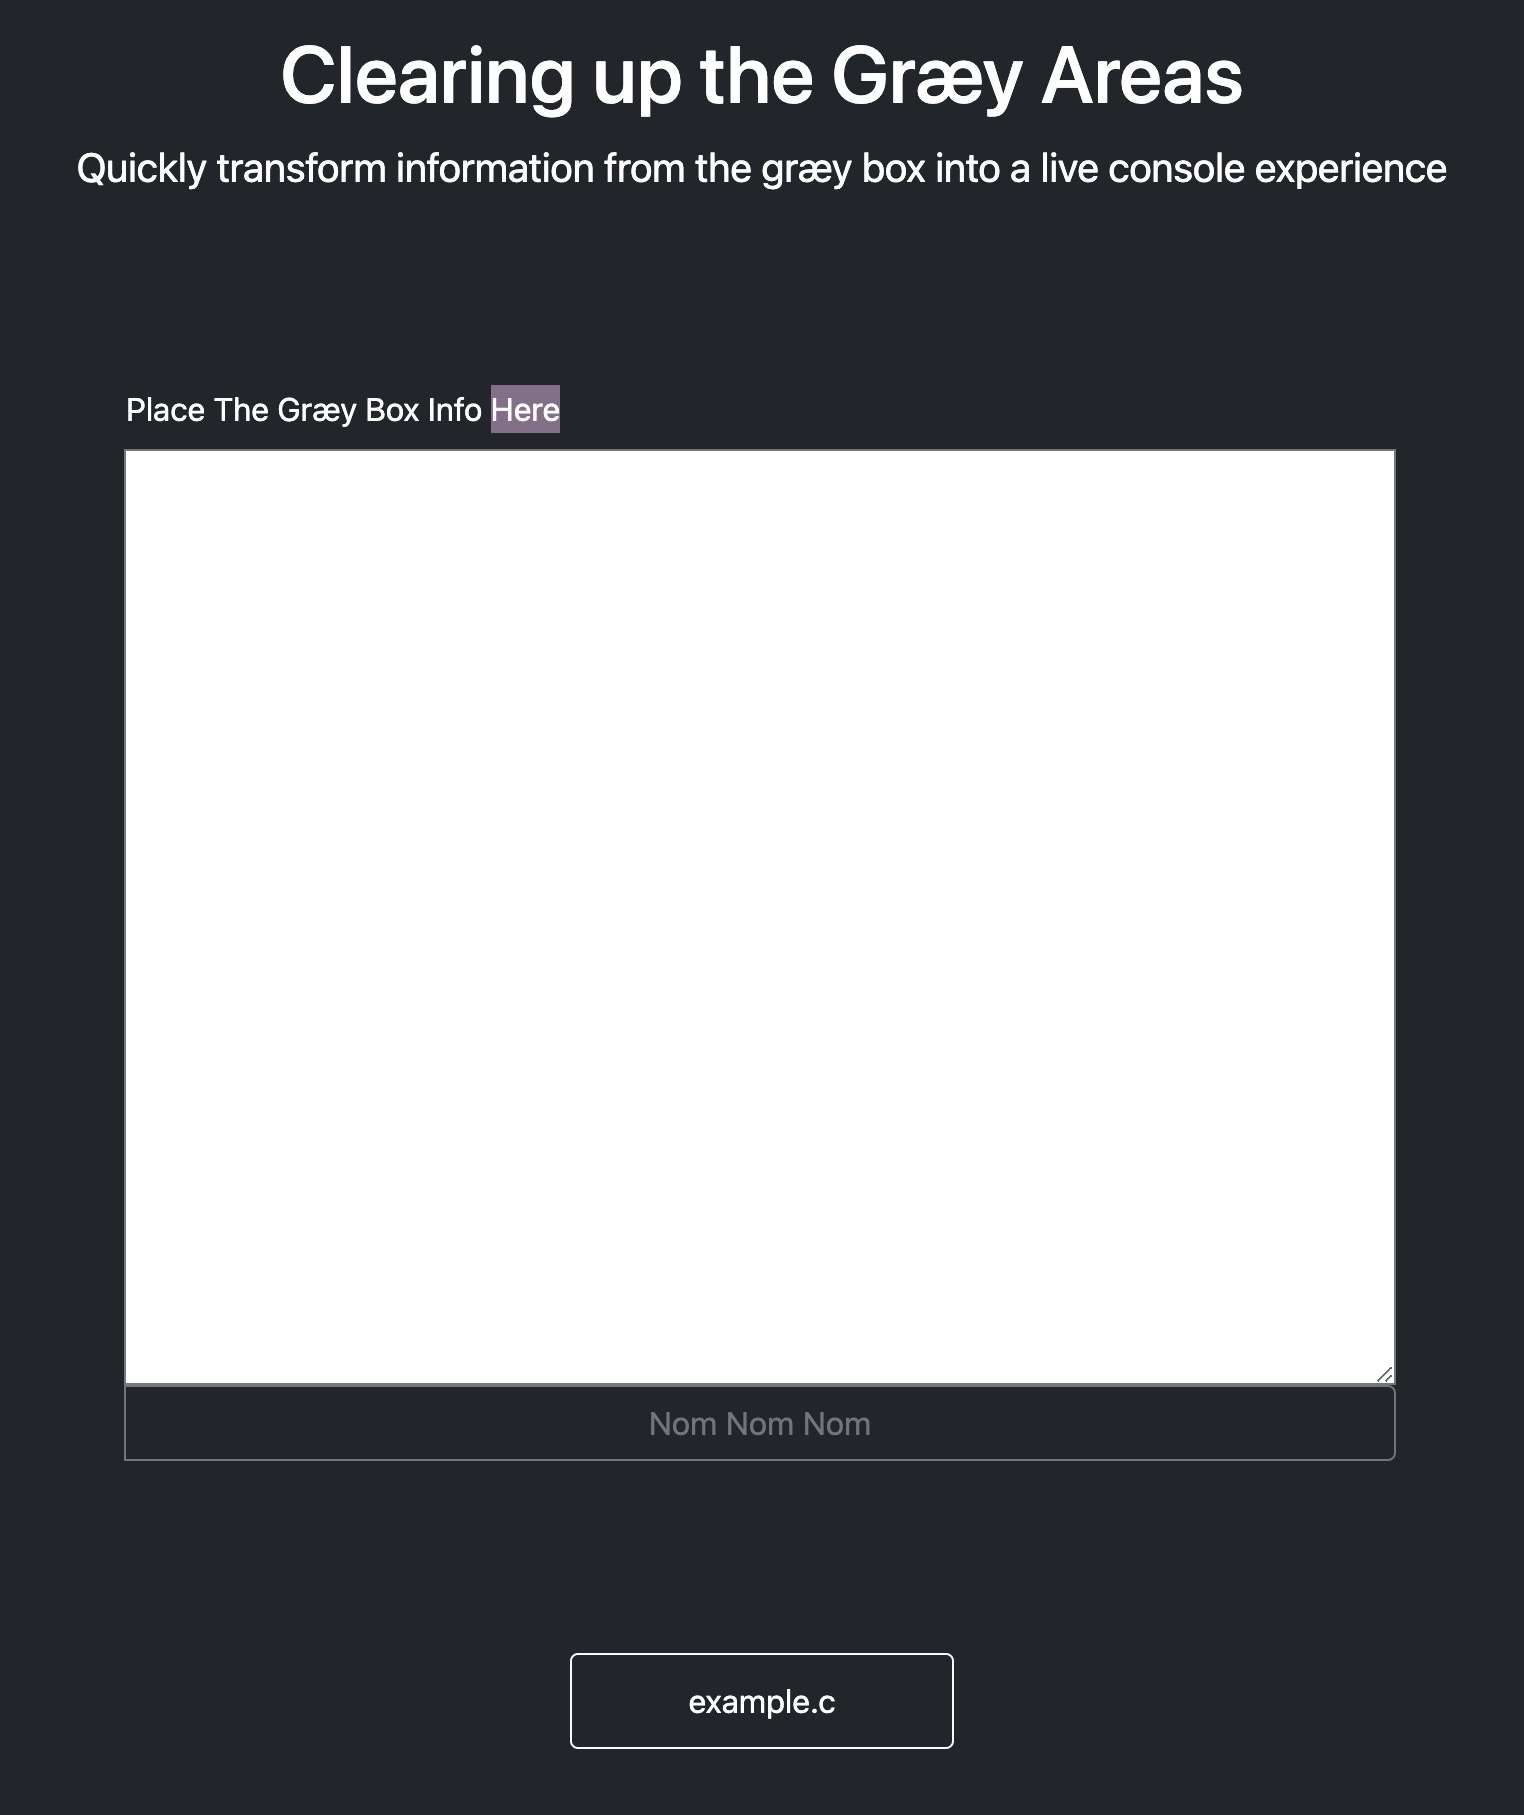 Clearing up the Græy Areas
Quickly transform information from the græy box into a live console experience
Place The Græy Box Info Here
Nom Nom Nom
example.c